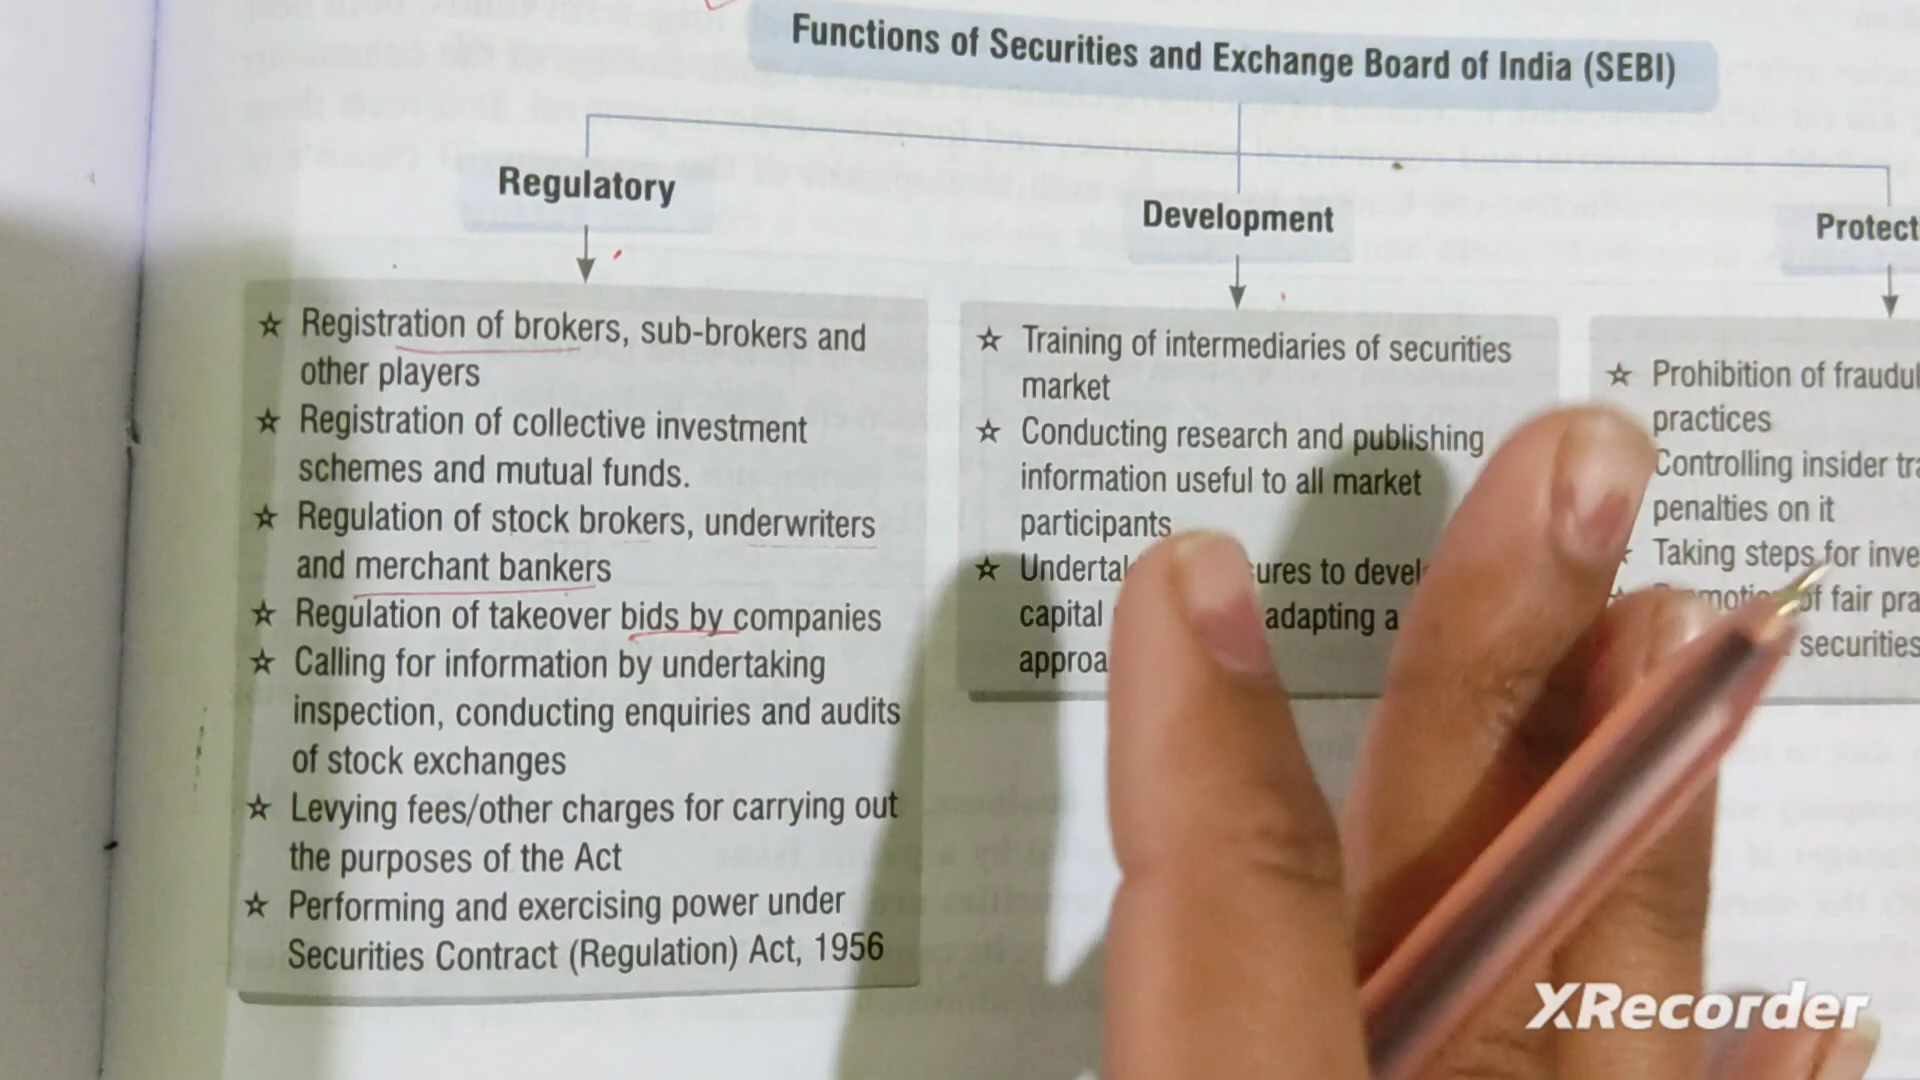 Functions of Securities and Exchange Board of India (SEBI)
Regulatory
☆ Registration of brokers, sub-brokers and
other players
☆ Registration of collective investment
schemes and mutual funds.
☆ Regulation of stock brokers, underwriters
and merchant bankers
☆ Regulation of takeover bids by companies
☆ Calling for information by undertaking
inspection, conducting enquiries and audits
of stock exchanges
☆ Levying fees/other charges for carrying out
the purposes of the Act
☆ Performing and exercising power under
Securities Contract (Regulation) Act, 1956
Development
☆ Training of intermediaries of securities
market
☆ Conducting research and publishing
information useful to all market
participants
☆ Undertak ures to devel
capital adapting a
approa
Protect
☆ Prohibition of fraudul
practices
Controlling insider tra
penalties on it
Taking steps for inve
of fair pra
securities
XRecorder